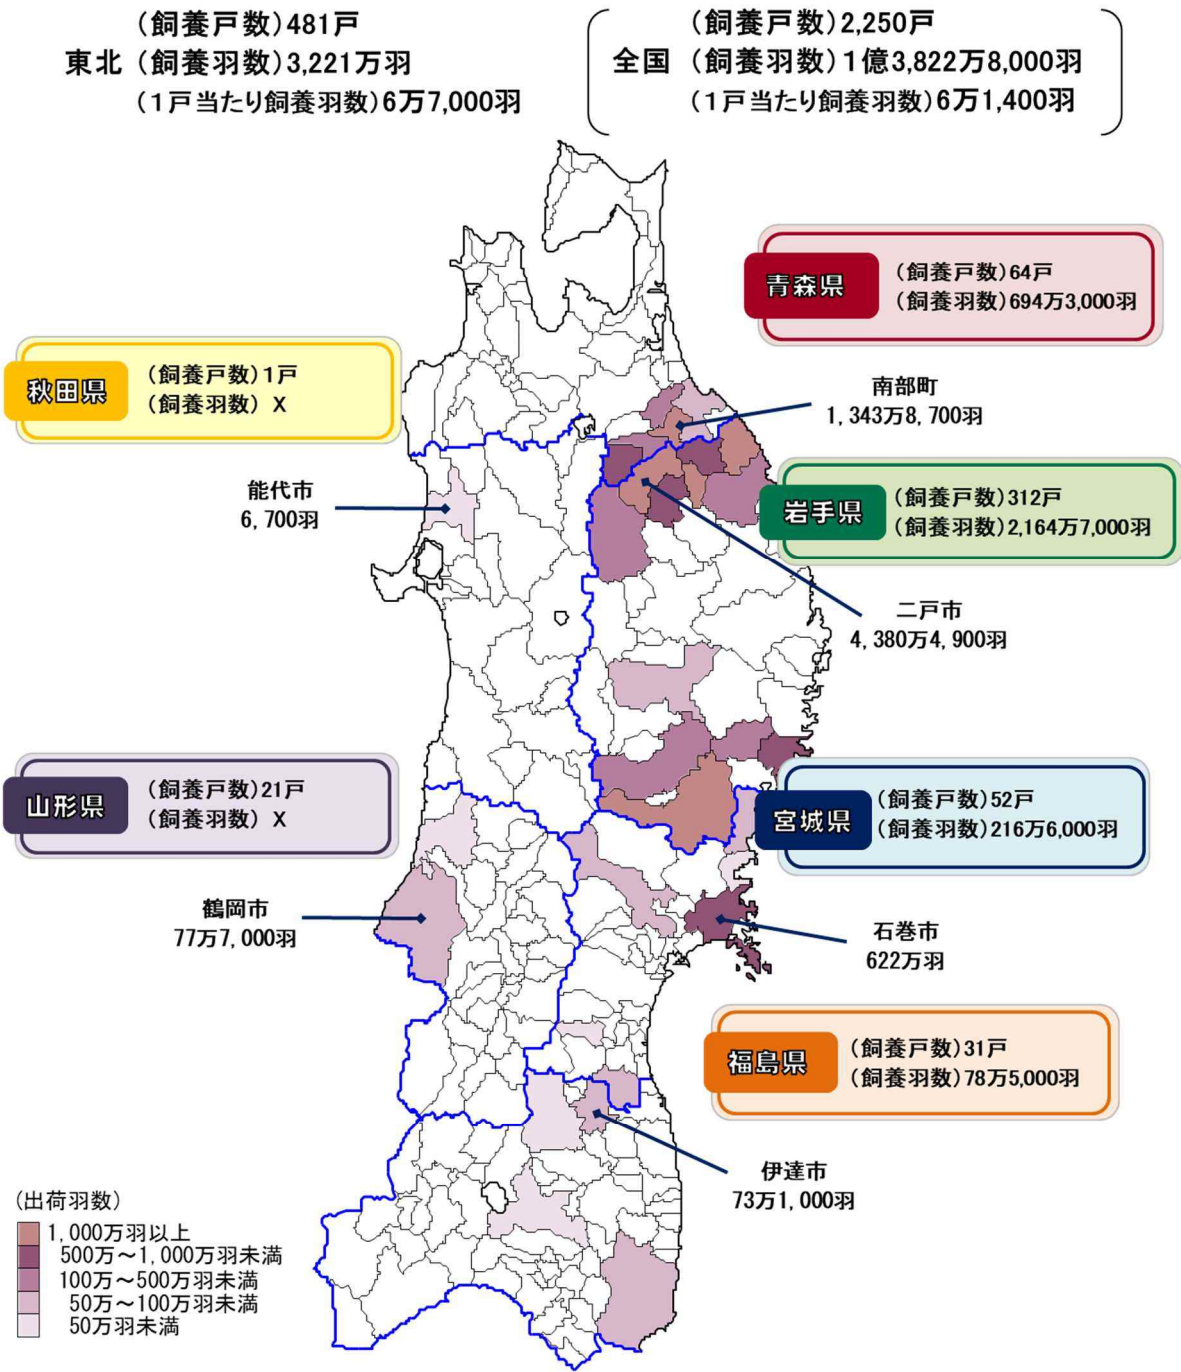 (飼養戸数)481戸
東北 (飼養羽数)3,221万羽
(1戸当たり飼養羽数)6万7,000羽
(飼養戸数)2,250戸
全国 (飼養羽数)1億3,822万8,000羽
(1戸当たり飼養羽数)6万1,400羽
青森県
(飼養戸数)64戸
(飼養羽数)694万3,000羽
秋田県
(飼養戸数)1戸
(飼養羽数) X
南部町
1,343万8,700羽
能代市
6,700羽
岩手県
(飼養戸数)312戸
(飼養羽数)2,164万7,000羽
二戸市
4,380万4,900羽
山形県
(飼養戸数)21戸
(飼養羽数) X
宮城県
(飼養戸数)52戸
(飼養羽数)216万6,000羽
鶴岡市
77万7,000羽
石巻市
622万羽
福島県
(飼養戸数)31戸
(飼養羽数)78万5,000羽
伊達市
73万1,000羽
(出荷羽数)
1,000万羽以上
500万～1,000万羽未満
100万～500万羽未満
50万～100万羽未満
50万羽未満